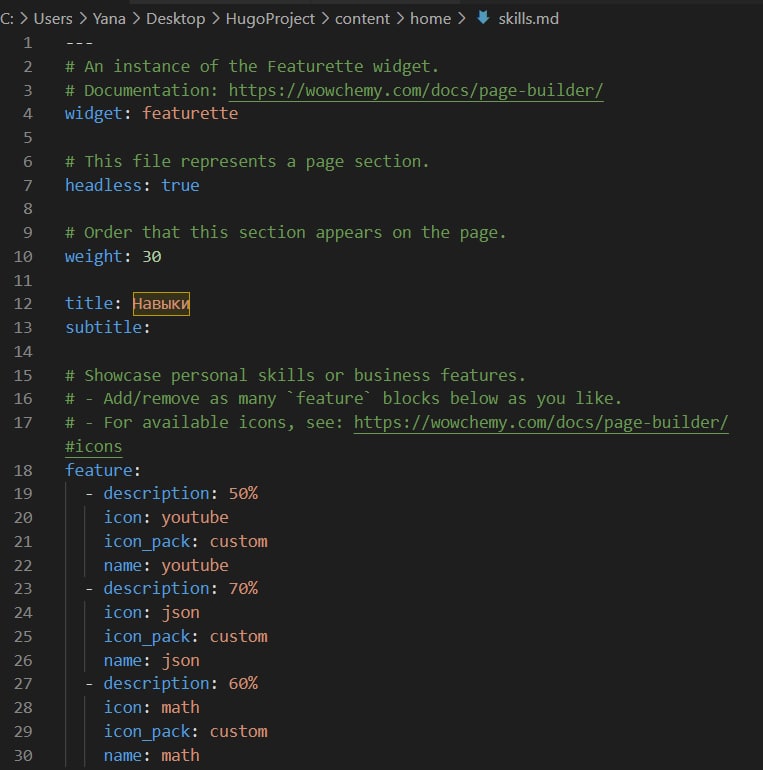 C: > Users > Yana > Desktop > HugoProject > content > home > skills.md
1 ---
2 # An instance of the Featurette widget.
3 # Documentation: https://wowchemy.com/docs/page-builder/
4 widget: featurette
5
6 # This file represents a page section.
7 headless: true
8
9 # Order that this section appears on the page.
10 weight: 30
11
12 title: Навыки
13 subtitle:
14
15 # Showcase personal skills or business features.
16 # - Add/remove as many `feature` blocks below as you like.
17 # - For available icons, see: https://wowchemy.com/docs/page-builder/
#icons
18 feature:
19 - description: 50%
20 icon: youtube
21 icon_pack: custom
22 name: youtube
23 - description: 70%
24 icon: json
25 icon_pack: custom
26 name: json
27 - description: 60%
28 icon: math
29 icon_pack: custom
30 name: math